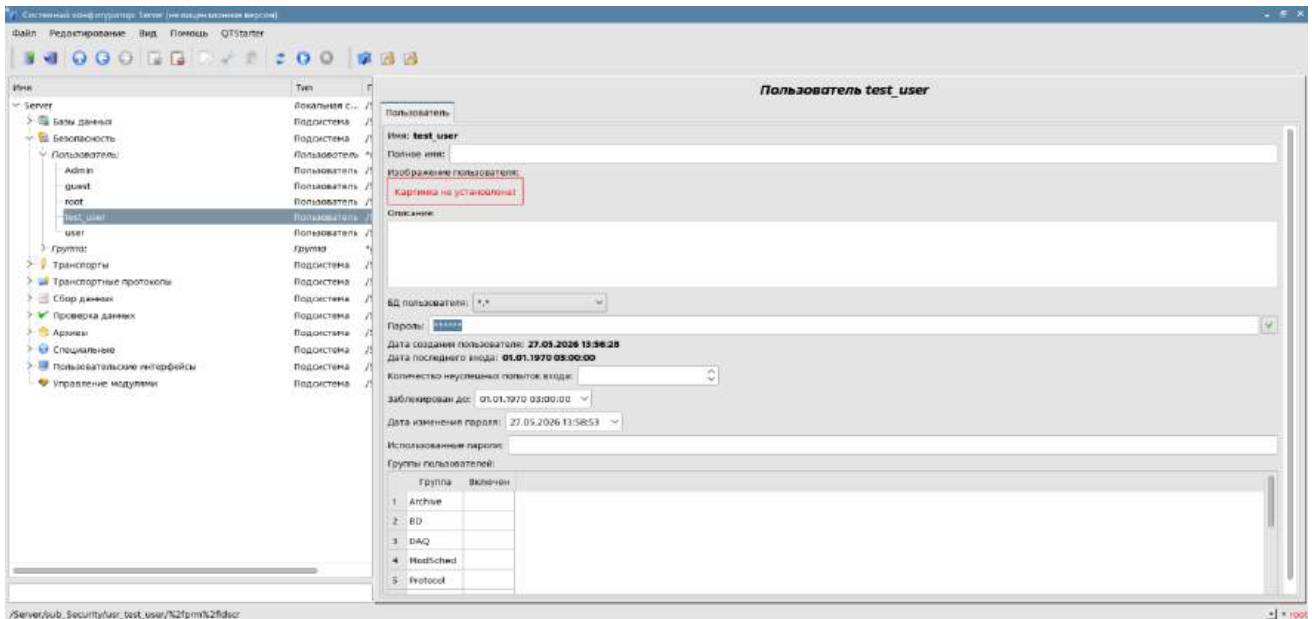 Системный конфигуратор: Server (не лицензионная версия)
Файл Редактирование Вид Помощь QTStarter
Имя Тип
Server Локальная с...
Базы данных Подсистема
Безопасность Подсистема
Пользователь: Пользователь
Admin Пользователь
guest Пользователь
root Пользователь
test_user Пользователь
user Пользователь
Группа: Группа
Транспорты Подсистема
Транспортные протоколы Подсистема
Сбор данных Подсистема
Проверка данных Подсистема
Архивы Подсистема
Специальные Подсистема
Пользовательские интерфейсы Подсистема
Управление модулями Подсистема
Пользователь test_user
Пользователь
Имя: test_user
Полное имя:
Изображение пользователя:
Картинка не установлена!
Описание:
БД пользователя: *.*
Пароль: ******
Дата создания пользователя: 27.05.2026 13:56:28
Дата последнего входа: 01.01.1970 03:00:00
Количество неуспешных попыток входа:
Заблокирован до: 01.01.1970 03:00:00
Дата изменения пароля: 27.05.2026 13:58:53
Использованные пароли:
Группы пользователей:
Группа Включен
1 Archive
2 BD
3 DAQ
4 ModSched
5 Protocol
/Server/sub_Security/usr_test_user/%2fprm%2fldscr
root